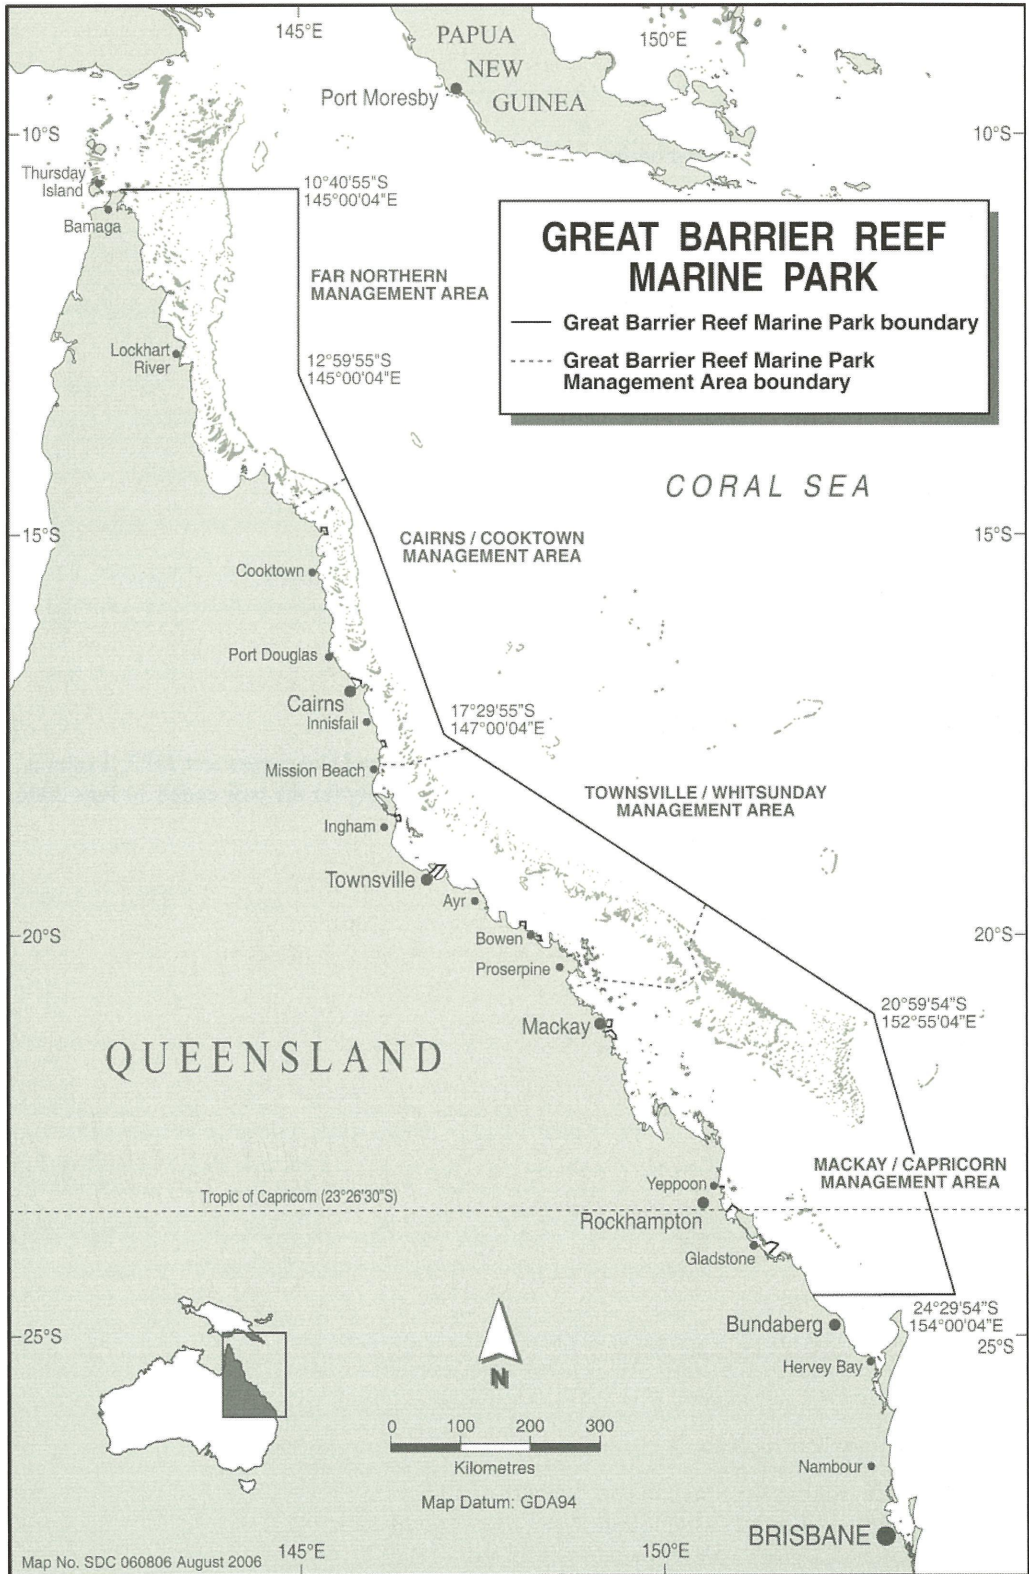 145°E
PAPUA
NEW
GUINEA
150°E
Port Moresby
10°S
10°S
Thursday
Island
Bamaga
10°40'55"S
145°00'04"E
GREAT BARRIER REEF
MARINE PARK
Great Barrier Reef Marine Park boundary
Great Barrier Reef Marine Park
Management Area boundary
FAR NORTHERN
MANAGEMENT AREA
Lockhart
River
12°59'55"S
145°00'04"E
CORAL SEA
15°S
15°S
CAIRNS / COOKTOWN
MANAGEMENT AREA
Cooktown
Port Douglas
Cairns
Innisfail
17°29'55"S
147°00'04"E
Mission Beach
TOWNSVILLE / WHITSUNDAY
MANAGEMENT AREA
Ingham
Townsville
Ayr
20°S
20°S
Bowen
Proserpine
20°59'54"S
152°55'04"E
Mackay
QUEENSLAND
MACKAY / CAPRICORN
MANAGEMENT AREA
Yeppoon
Tropic of Capricorn (23°26'30"S)
Rockhampton
Gladstone
24°29'54"S
154°00'04"E
Bundaberg
25°S
25°S
Hervey Bay
N
0 100 200 300
Kilometres
Nambour
Map Datum: GDA94
BRISBANE
145°E
150°E
Map No. SDC 060806 August 2006